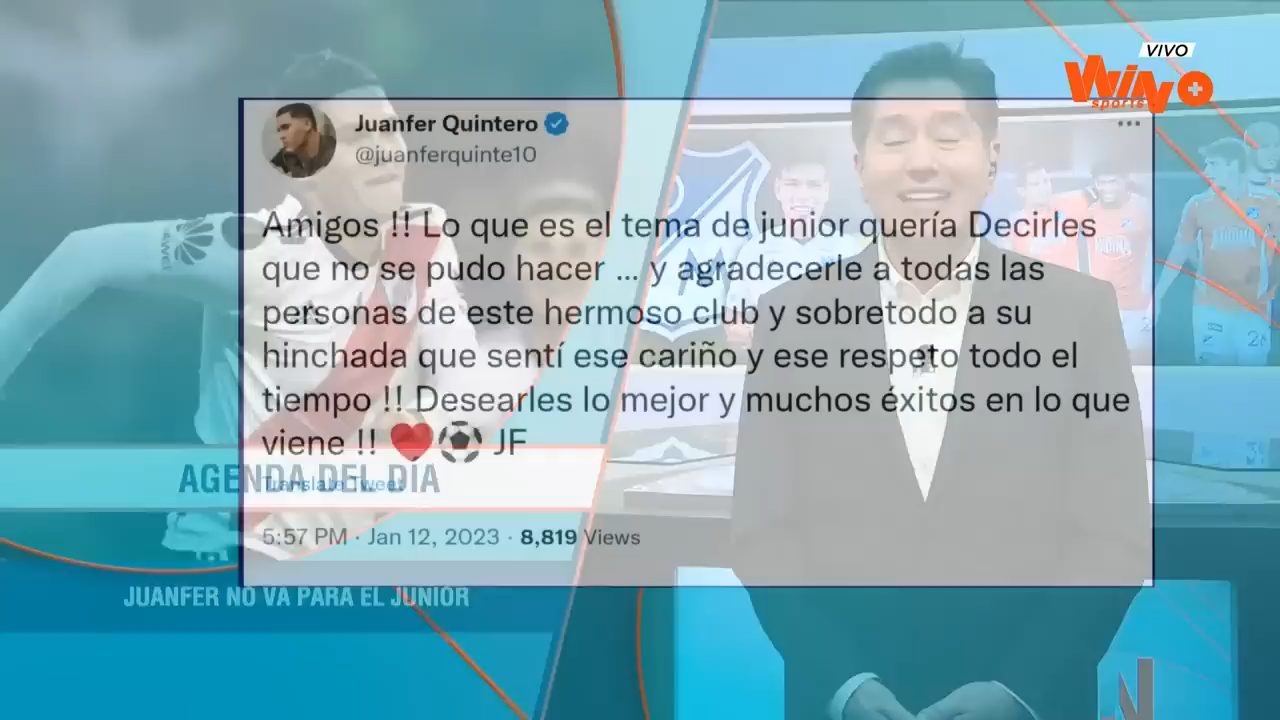 VIVO
WIN+
sports
Juanfer Quintero
@juanferquinte10
Amigos !! Lo que es el tema de junior quería Decirles
que no se pudo hacer ... y agradecerle a todas las
personas de este hermoso club y sobretodo a su
hinchada que sentí ese cariño y ese respeto todo el
tiempo !! Desearles lo mejor y muchos éxitos en lo que
viene !! ❤️⚽ JF
AGENDA DEL DÍA
Translate Tweet
5:57 PM · Jan 12, 2023 · 8,819 Views
JUANFER NO VA PARA EL JUNIOR